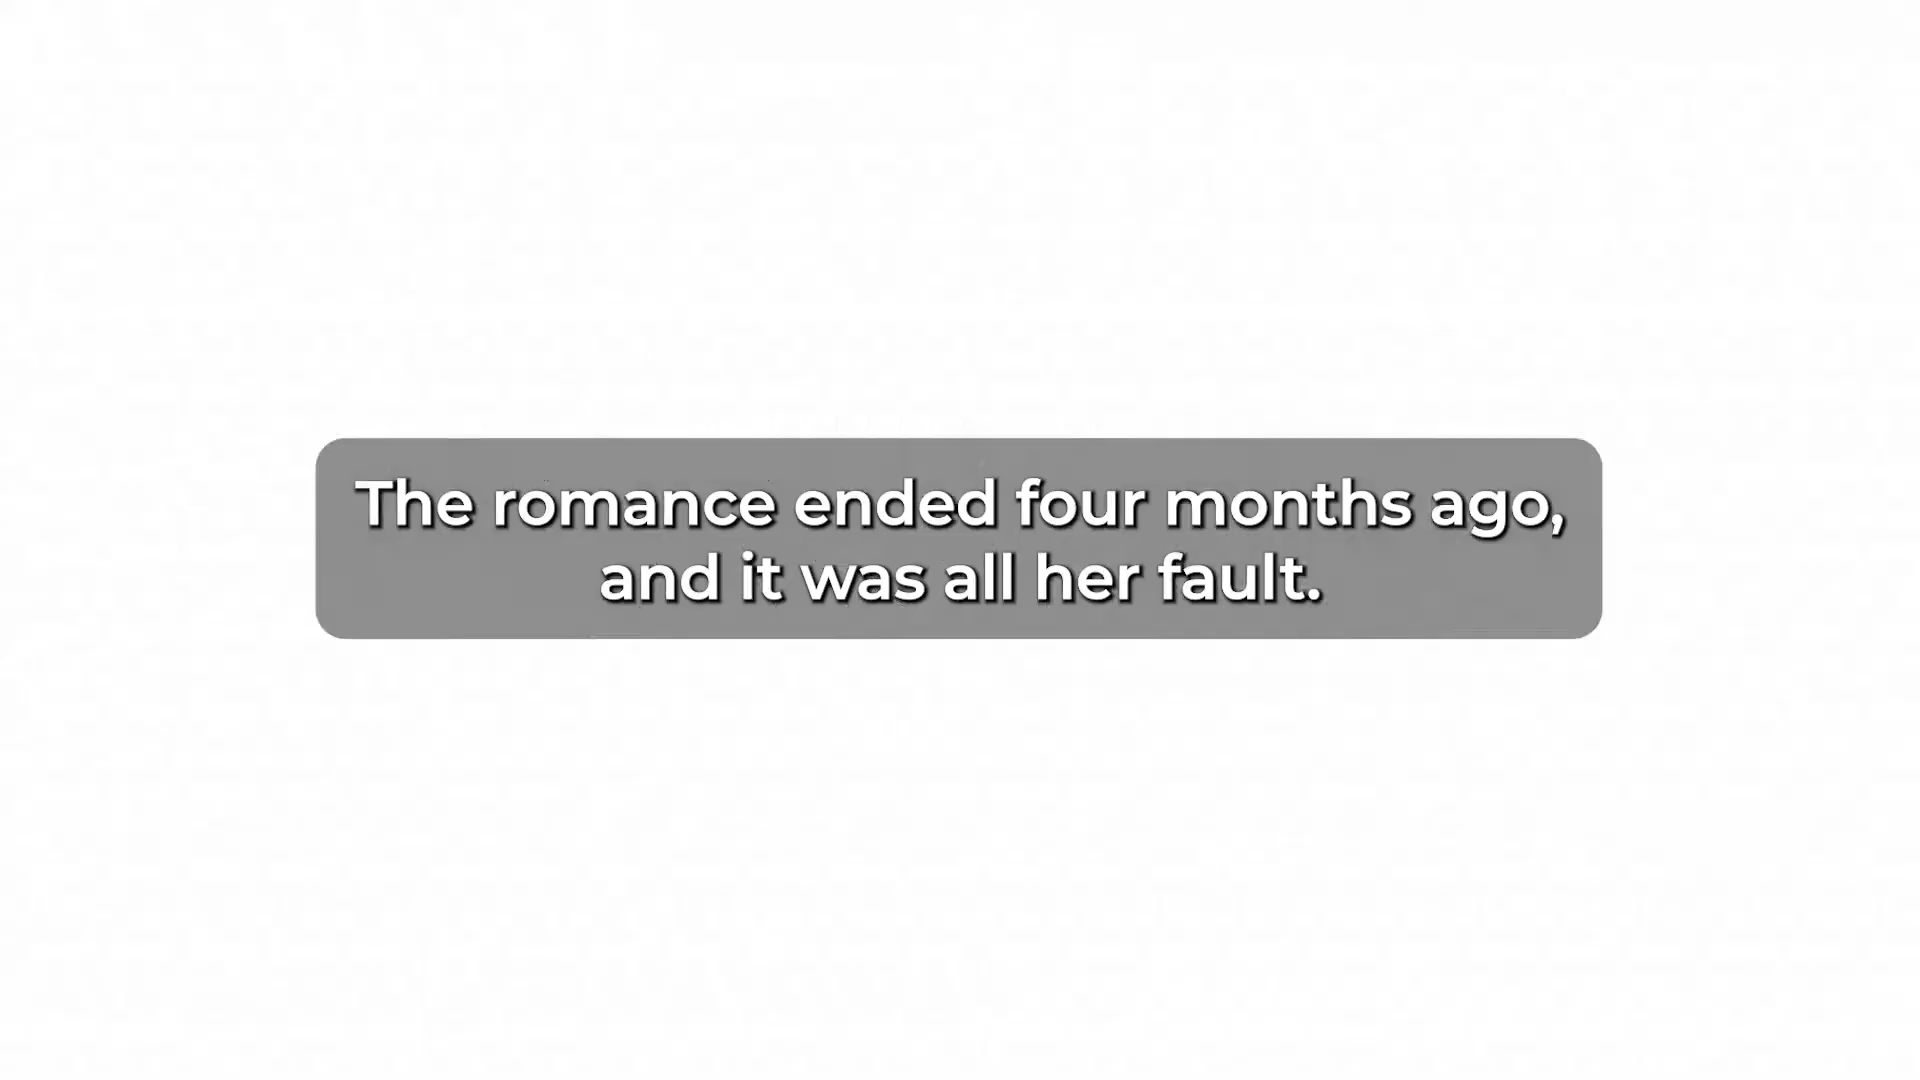 The romance ended four months ago,
and it was all her fault.